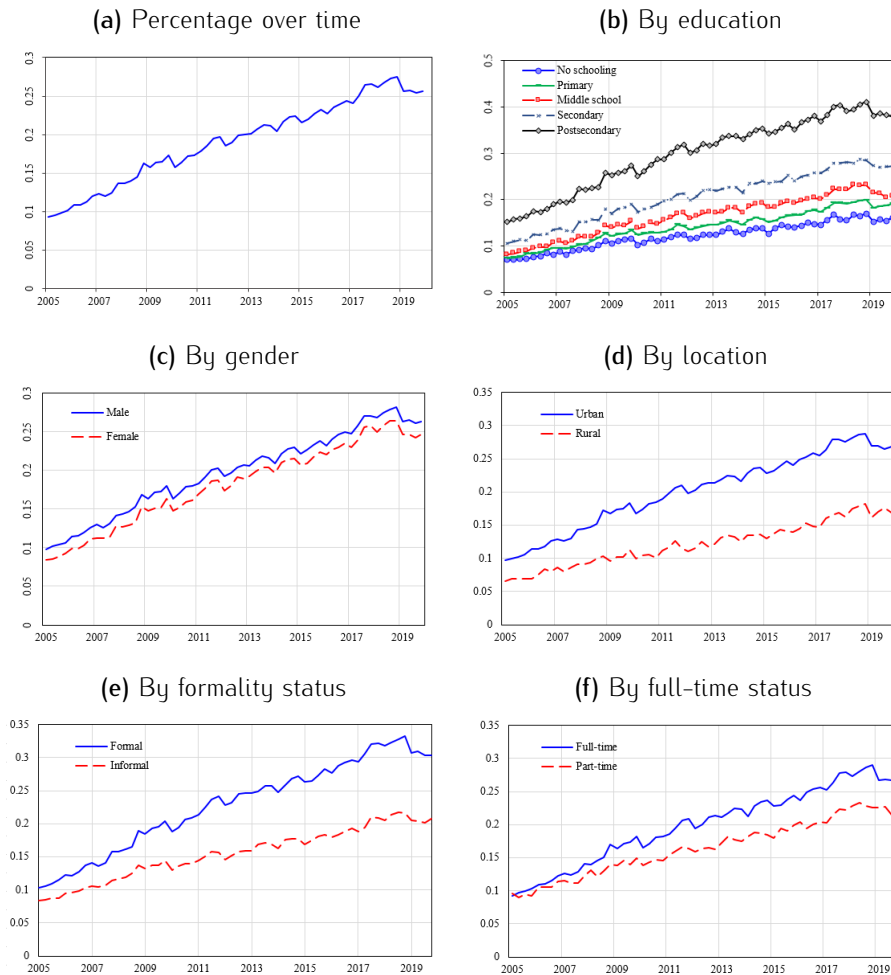 (a) Percentage over time
0.3
0.25
0.2
0.15
0.1
0.05
0
2005 2007 2009 2011 2013 2015 2017 2019
(b) By education
0.5
0.4
0.3
0.2
0.1
0
No schooling
Primary
Middle school
Secondary
Postsecondary
2005 2007 2009 2011 2013 2015 2017 2019
(c) By gender
0.3
0.25
0.2
0.15
0.1
0.05
0
Male
Female
2005 2007 2009 2011 2013 2015 2017 2019
(d) By location
0.35
0.3
0.25
0.2
0.15
0.1
0.05
0
Urban
Rural
2005 2007 2009 2011 2013 2015 2017 2019
(e) By formality status
0.35
0.3
0.25
0.2
0.15
0.1
0.05
0
Formal
Informal
2005 2007 2009 2011 2013 2015 2017 2019
(f) By full-time status
0.35
0.3
0.25
0.2
0.15
0.1
0.05
0
Full-time
Part-time
2005 2007 2009 2011 2013 2015 2017 2019